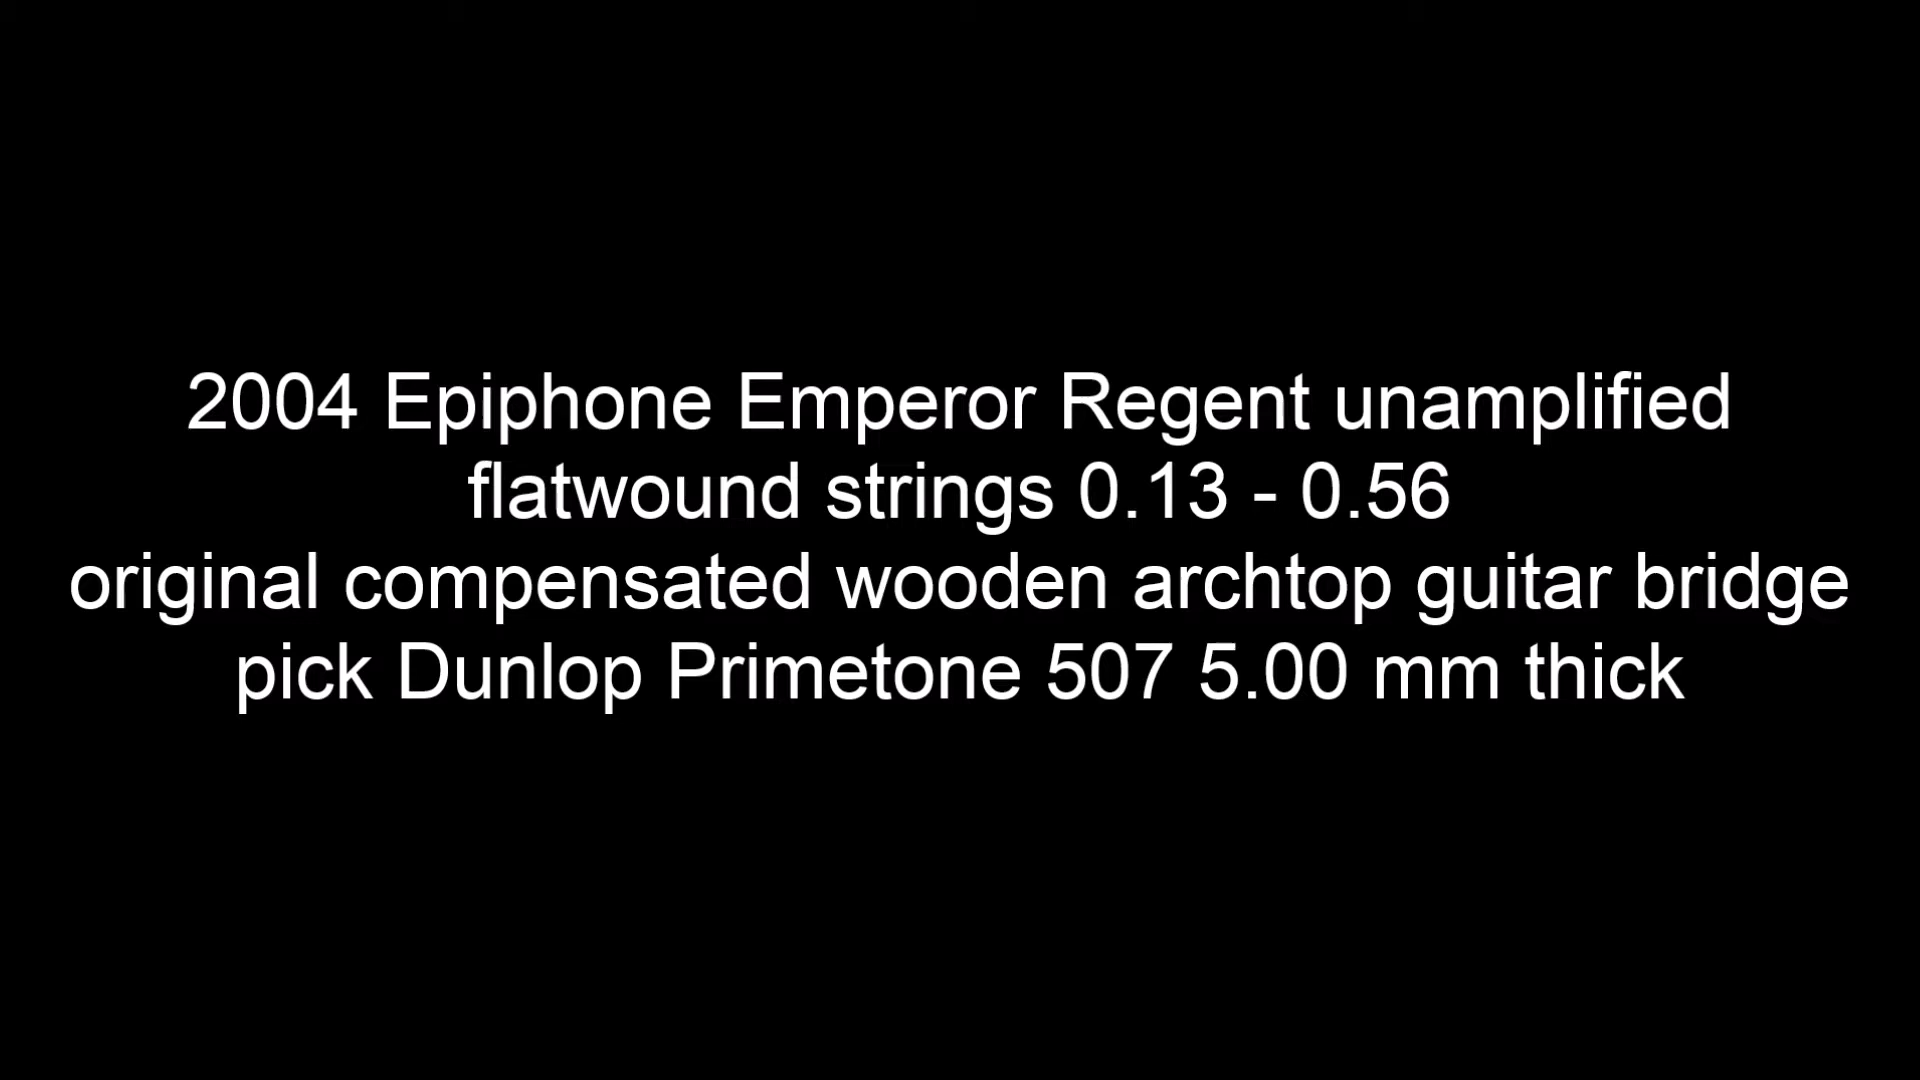 2004 Epiphone Emperor Regent unamplified
flatwound strings 0.13 - 0.56
original compensated wooden archtop guitar bridge
pick Dunlop Primetone 507 5.00 mm thick